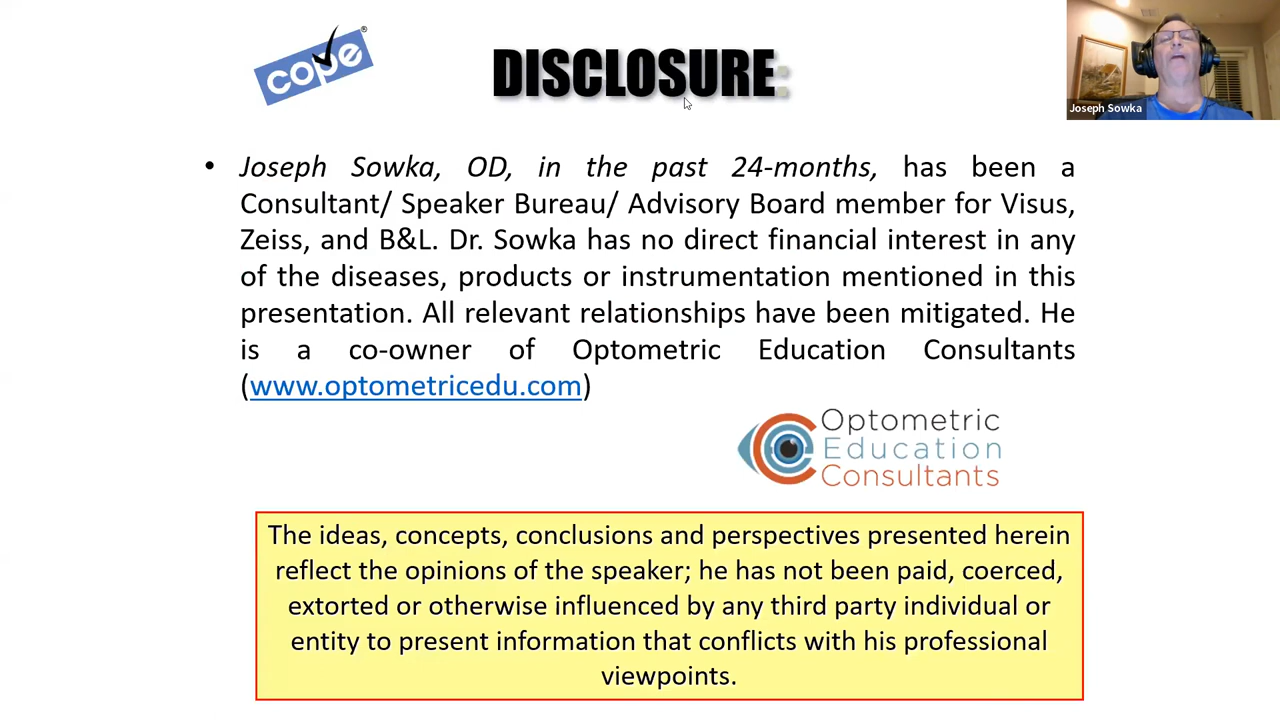 cope®
DISCLOSURE:
Joseph Sowka
• Joseph Sowka, OD, in the past 24-months, has been a
Consultant/ Speaker Bureau/ Advisory Board member for Visus,
Zeiss, and B&L. Dr. Sowka has no direct financial interest in any
of the diseases, products or instrumentation mentioned in this
presentation. All relevant relationships have been mitigated. He
is a co-owner of Optometric Education Consultants
(www.optometricedu.com)
Optometric
Education
Consultants
The ideas, concepts, conclusions and perspectives presented herein
reflect the opinions of the speaker; he has not been paid, coerced,
extorted or otherwise influenced by any third party individual or
entity to present information that conflicts with his professional
viewpoints.